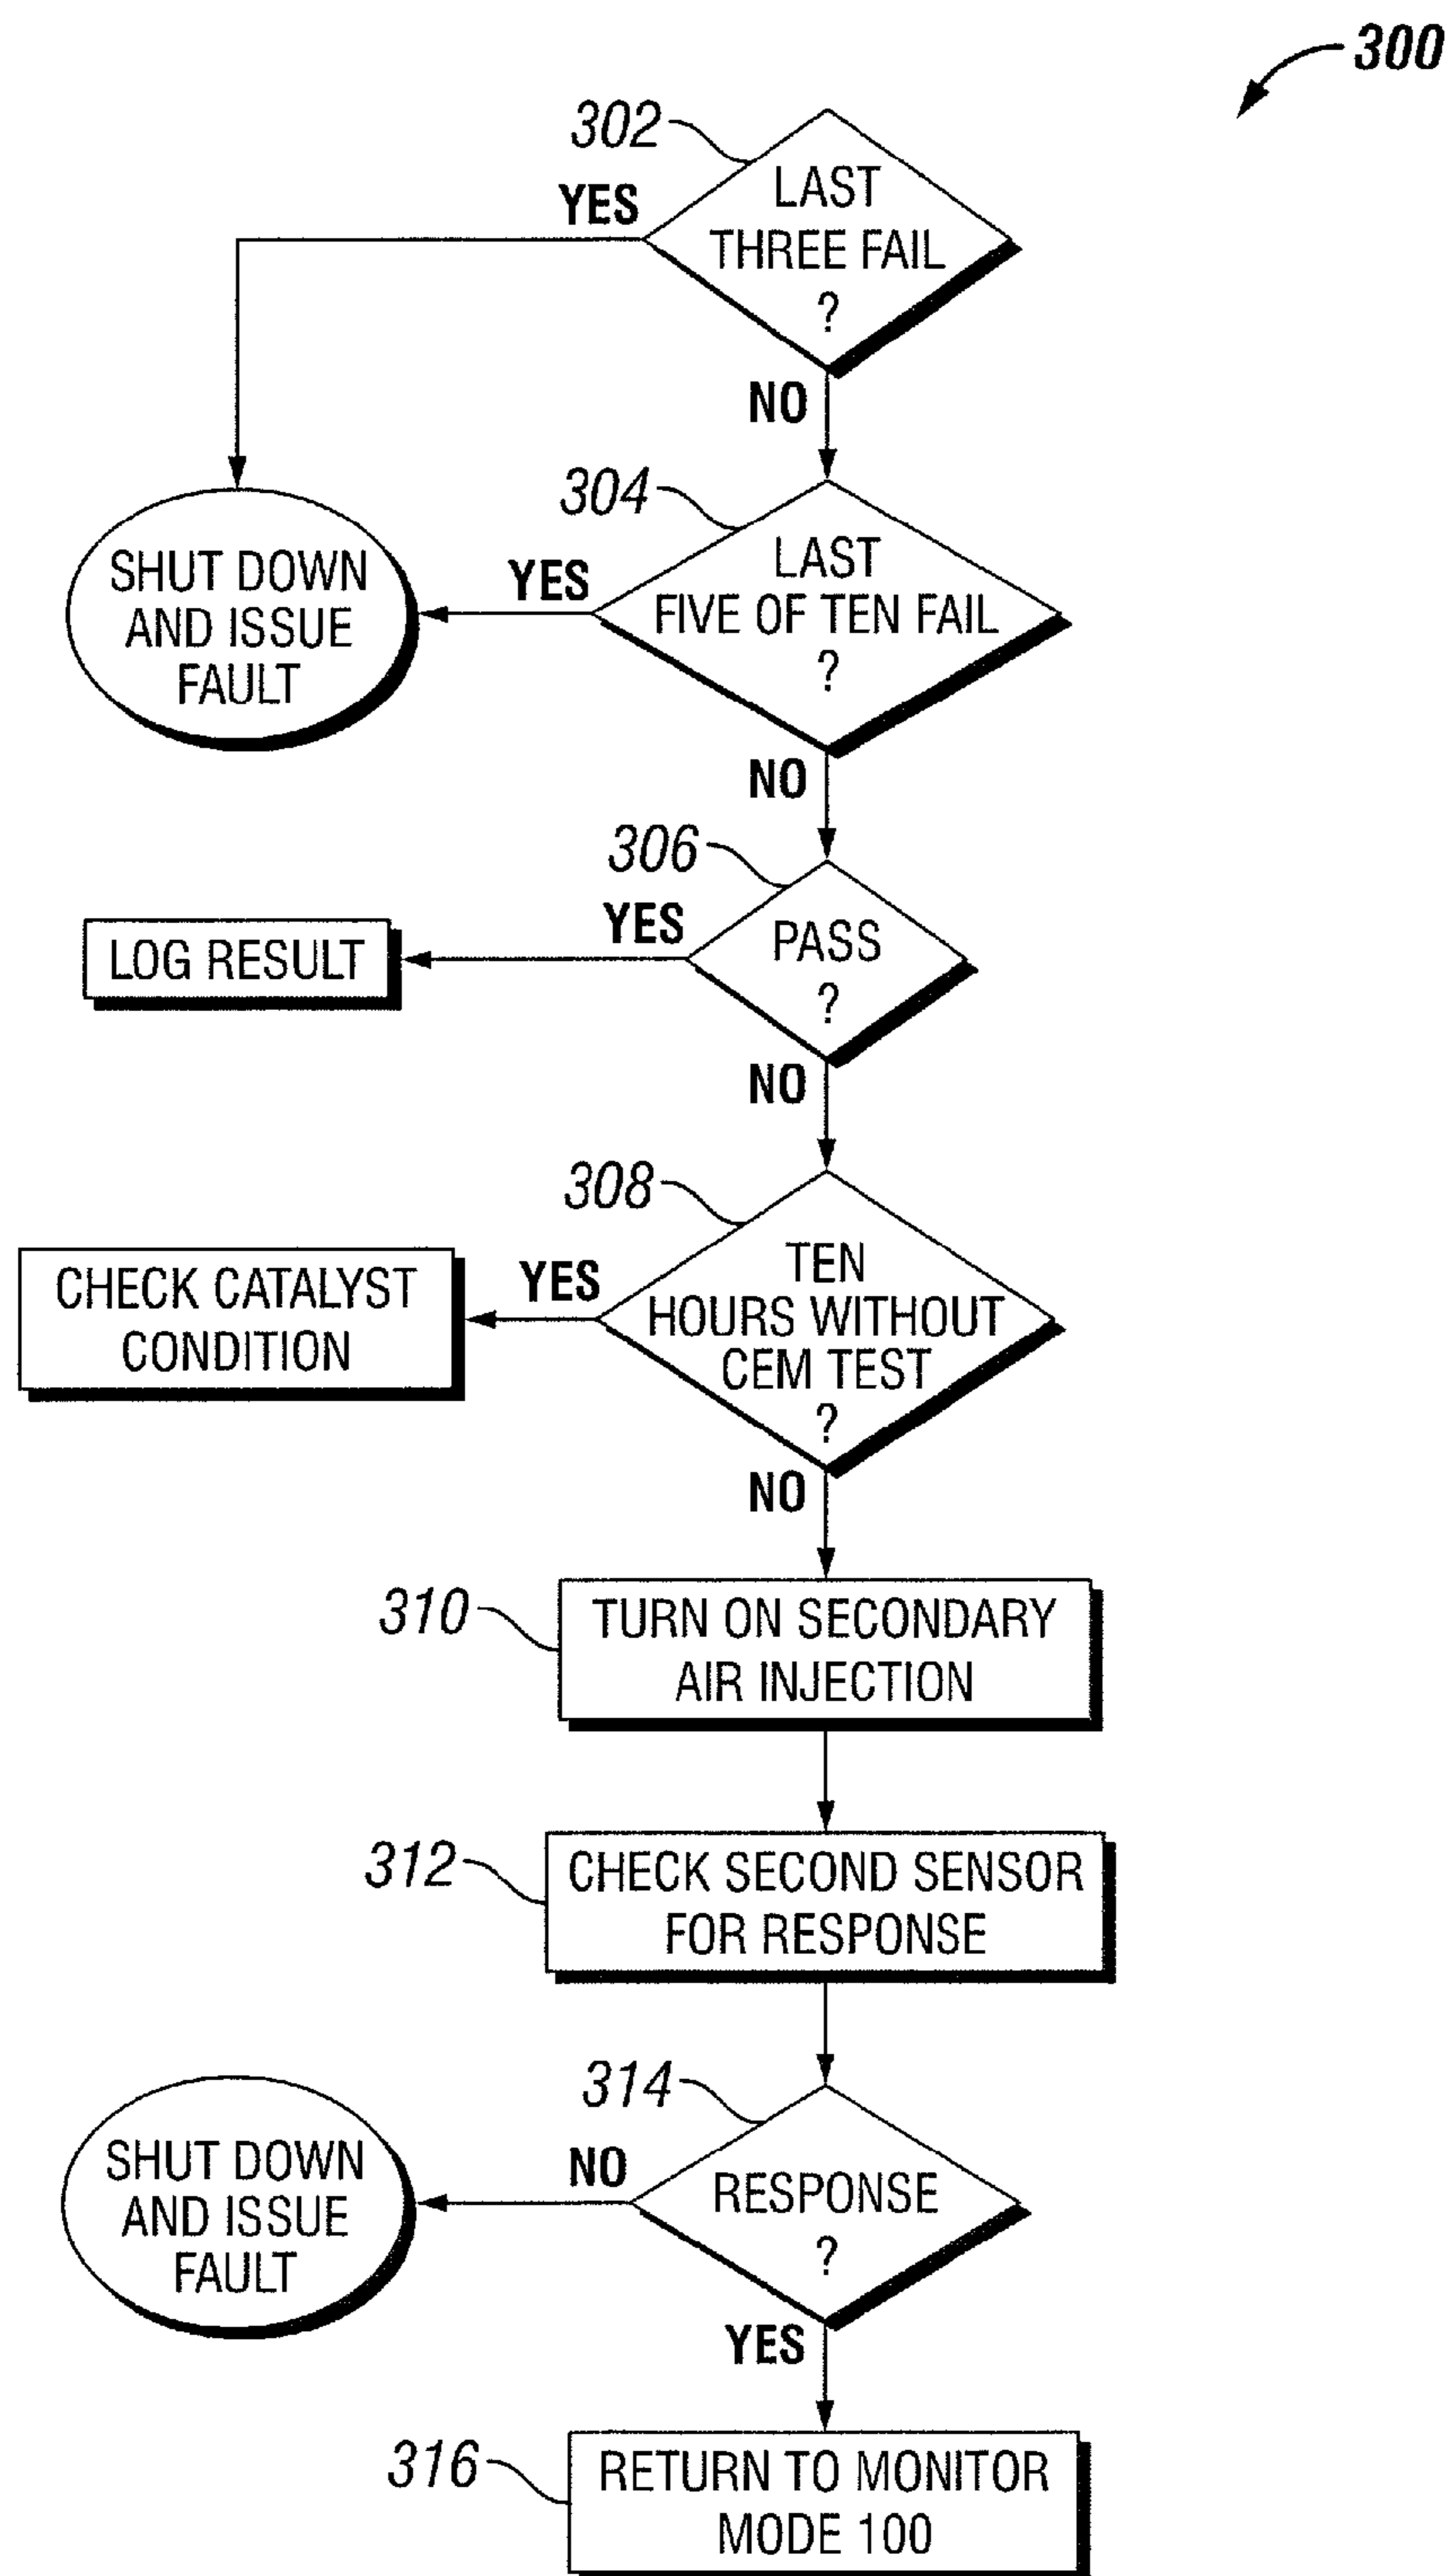 300
302
YES
LAST
THREE FAIL
?
NO
304
YES
LAST
FIVE OF TEN FAIL
?
SHUT DOWN
AND ISSUE
FAULT
NO
306
YES
PASS
?
LOG RESULT
NO
308
YES
TEN
HOURS WITHOUT
CEM TEST
?
CHECK CATALYST
CONDITION
NO
310
TURN ON SECONDARY
AIR INJECTION
312
CHECK SECOND SENSOR
FOR RESPONSE
314
NO
RESPONSE
?
SHUT DOWN
AND ISSUE
FAULT
YES
316
RETURN TO MONITOR
MODE 100